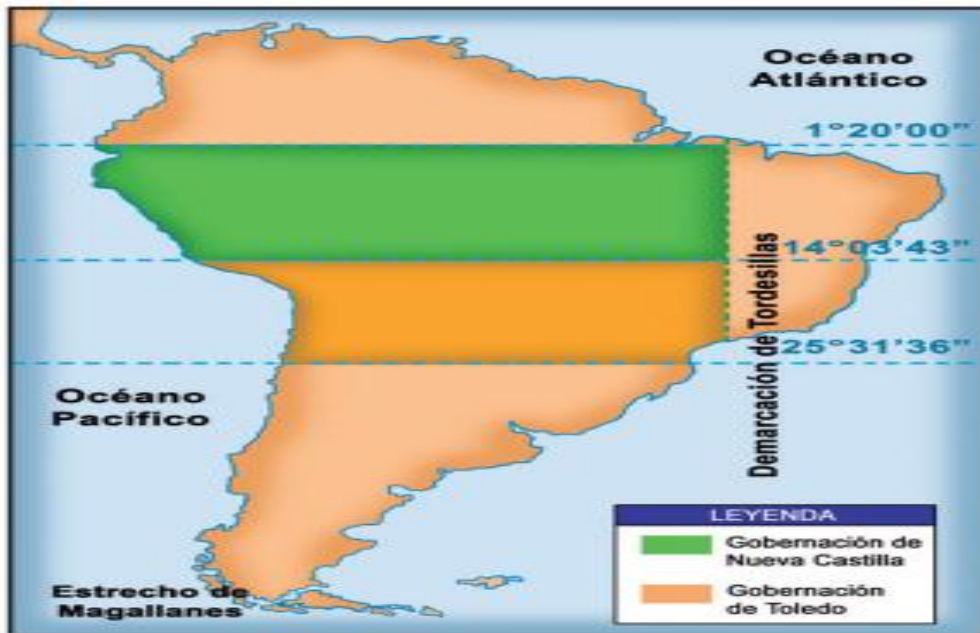 Océano
Atlántico
1°20'00"
14°03'43"
25°31'36"
Demarcación de Tordesillas
Océano
Pacífico
Estrecho de
Magallanes
LEYENDA
Gobernación de
Nueva Castilla
Gobernación
de Toledo